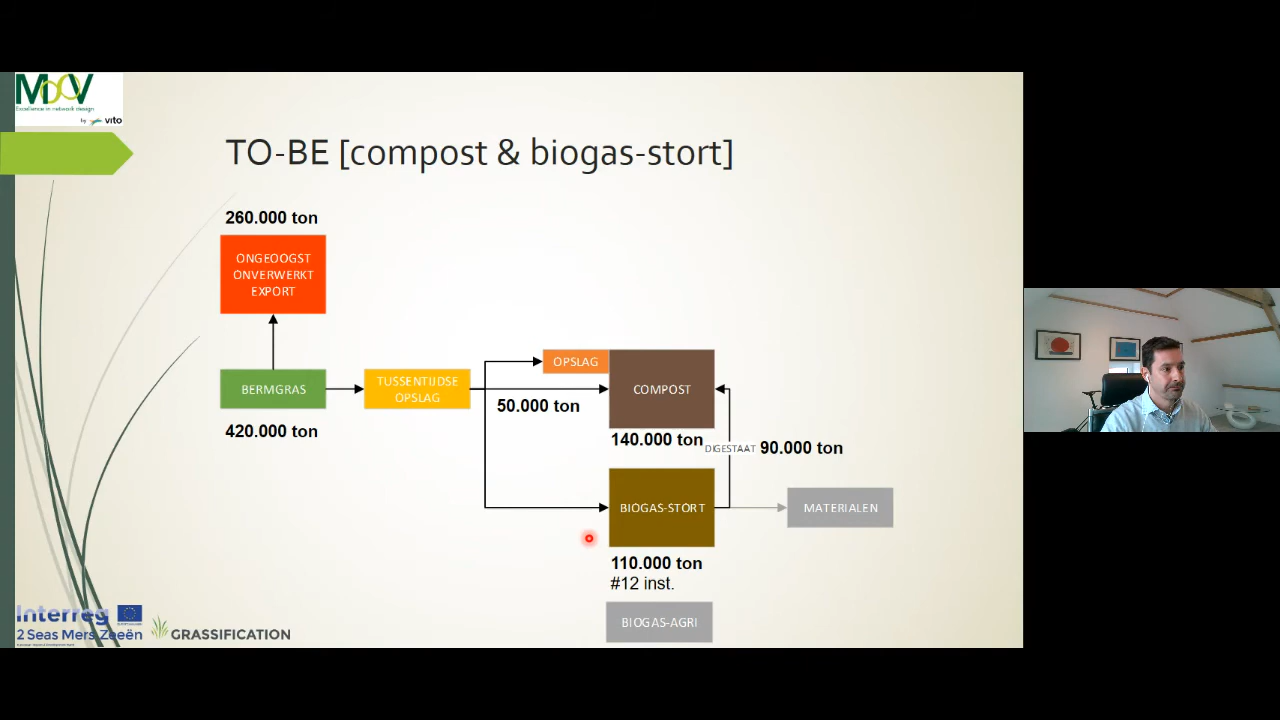 MOOV
Excellence in network design
by vito
TO-BE [compost & biogas-stort]
260.000 ton
ONGEOOGST
ONVERWERKT
EXPORT
BERMGRAS
420.000 ton
TUSSENTIJDSE
OPSLAG
OPSLAG
COMPOST
50.000 ton
140.000 ton
DIGESTAAT
90.000 ton
BIOGAS-STORT
MATERIALEN
110.000 ton
#12 inst.
BIOGAS-AGRI
Interreg
2 Seas Mers Zeeën
GRASSIFICATION